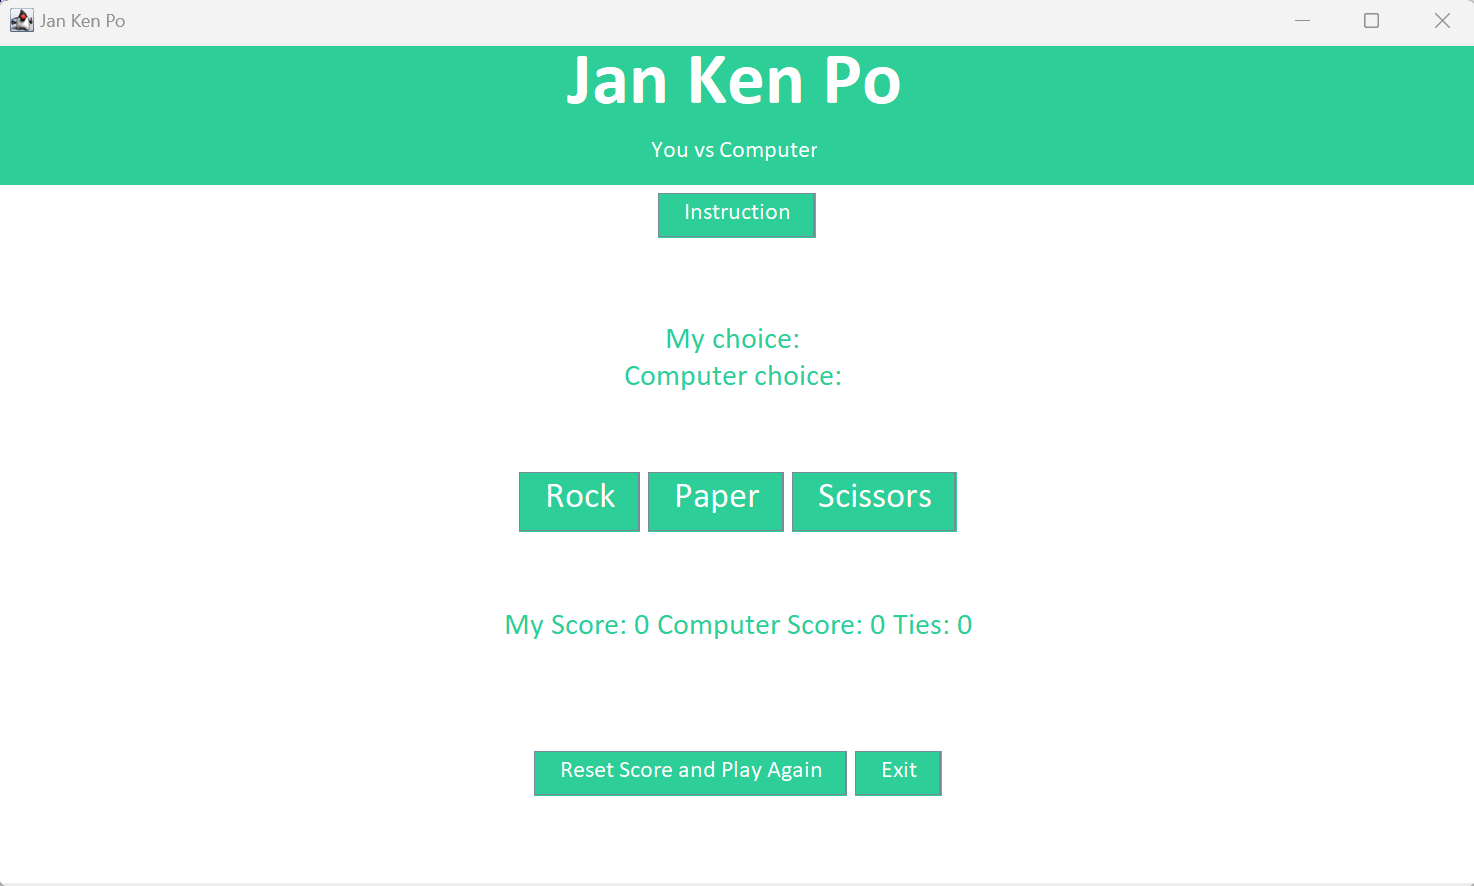 Jan Ken Po
Jan Ken Po
You vs Computer
Instruction
My choice:
Computer choice:
Rock Paper Scissors
My Score: 0 Computer Score: 0 Ties: 0
Reset Score and Play Again Exit